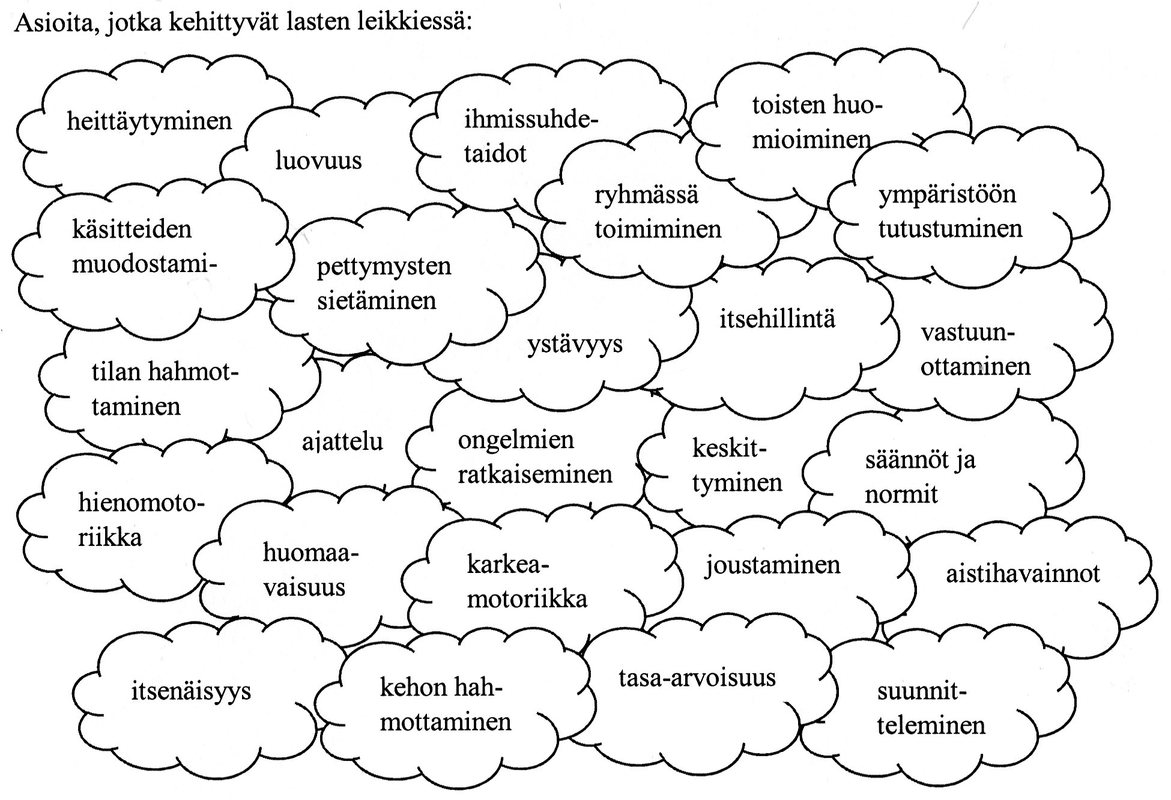 Asioita, jotka kehittyvät lasten leikkiessä:
heittäytyminen
luovuus
ihmissuhde-
taidot
toisten huo-
mioiminen
käsitteiden
muodostami-
pettymysten
sietäminen
ryhmässä
toimiminen
ympäristöön
tutustuminen
tilan hahmot-
taminen
ystävyys
itsehillintä
vastuun-
ottaminen
ajattelu
ongelmien
ratkaiseminen
keskit-
tyminen
säännöt ja
normit
hienomoto-
riikka
huomaa-
vaisuus
karkea-
motoriikka
joustaminen
aistihavainnot
itsenäisyys
kehon hah-
mottaminen
tasa-arvoisuus
suunnit-
teleminen